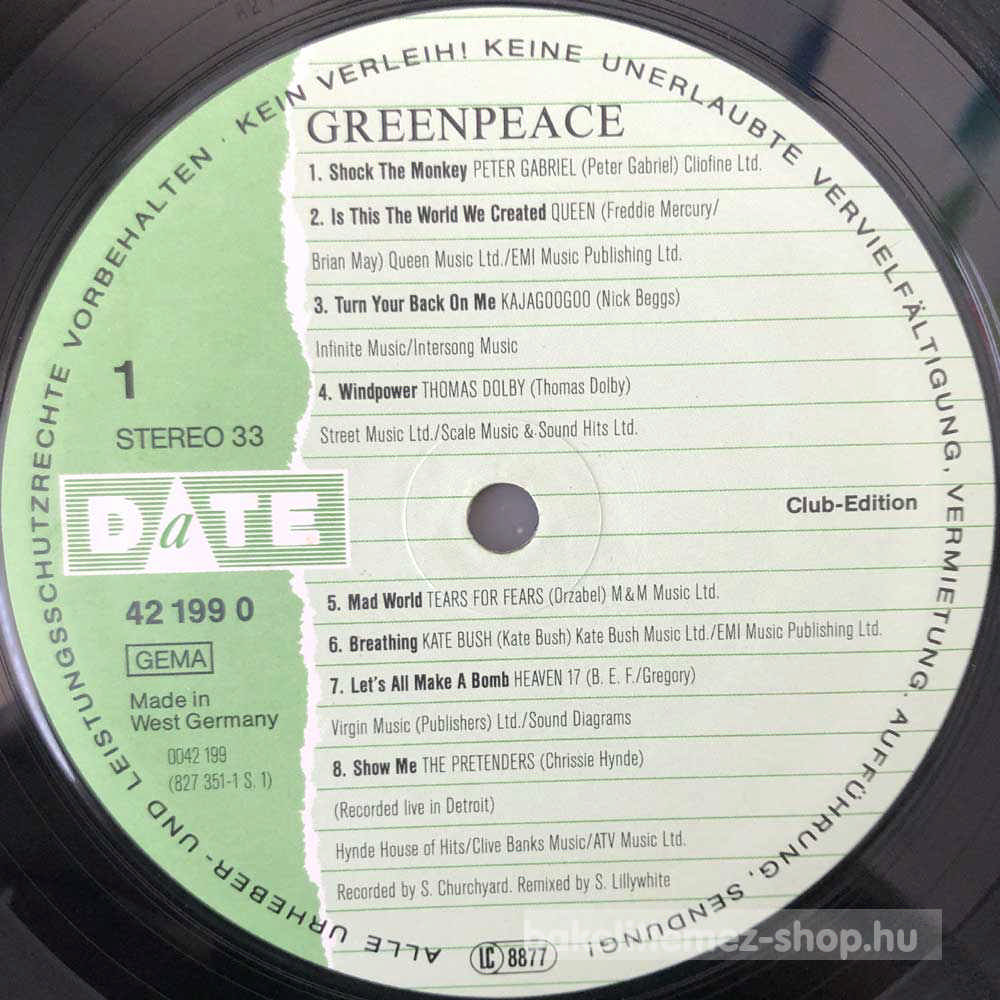 ALLE URHEBER- UND LEISTUNGSSCHUTZRECHTE VORBEHALTEN · KEIN VERLEIH! KEINE UNERLAUBTE VERVIELFÄLTIGUNG, VERMIETUNG, AUFFÜHRUNG, SENDUNG!
GREENPEACE
1. Shock The Monkey PETER GABRIEL (Peter Gabriel) Cliofine Ltd.
2. Is This The World We Created QUEEN (Freddie Mercury/
Brian May) Queen Music Ltd./EMI Music Publishing Ltd.
3. Turn Your Back On Me KAJAGOOGOO (Nick Beggs)
Infinite Music/Intersong Music
4. Windpower THOMAS DOLBY (Thomas Dolby)
Street Music Ltd./Scale Music & Sound Hits Ltd.
1
STEREO 33
DaTE
Club-Edition
42 199 0
GEMA
Made in
West Germany
0042 199
(827 351-1 S. 1)
5. Mad World TEARS FOR FEARS (Orzabel) M & M Music Ltd.
6. Breathing KATE BUSH (Kate Bush) Kate Bush Music Ltd./EMI Music Publishing Ltd.
7. Let's All Make A Bomb HEAVEN 17 (B. E. F./Gregory)
Virgin Music (Publishers) Ltd./Sound Diagrams
8. Show Me THE PRETENDERS (Chrissie Hynde)
(Recorded live in Detroit)
Hynde House of Hits/Clive Banks Music/ATV Music Ltd.
Recorded by S. Churchyard. Remixed by S. Lillywhite
LC 8877
bakelitlemez-shop.hu